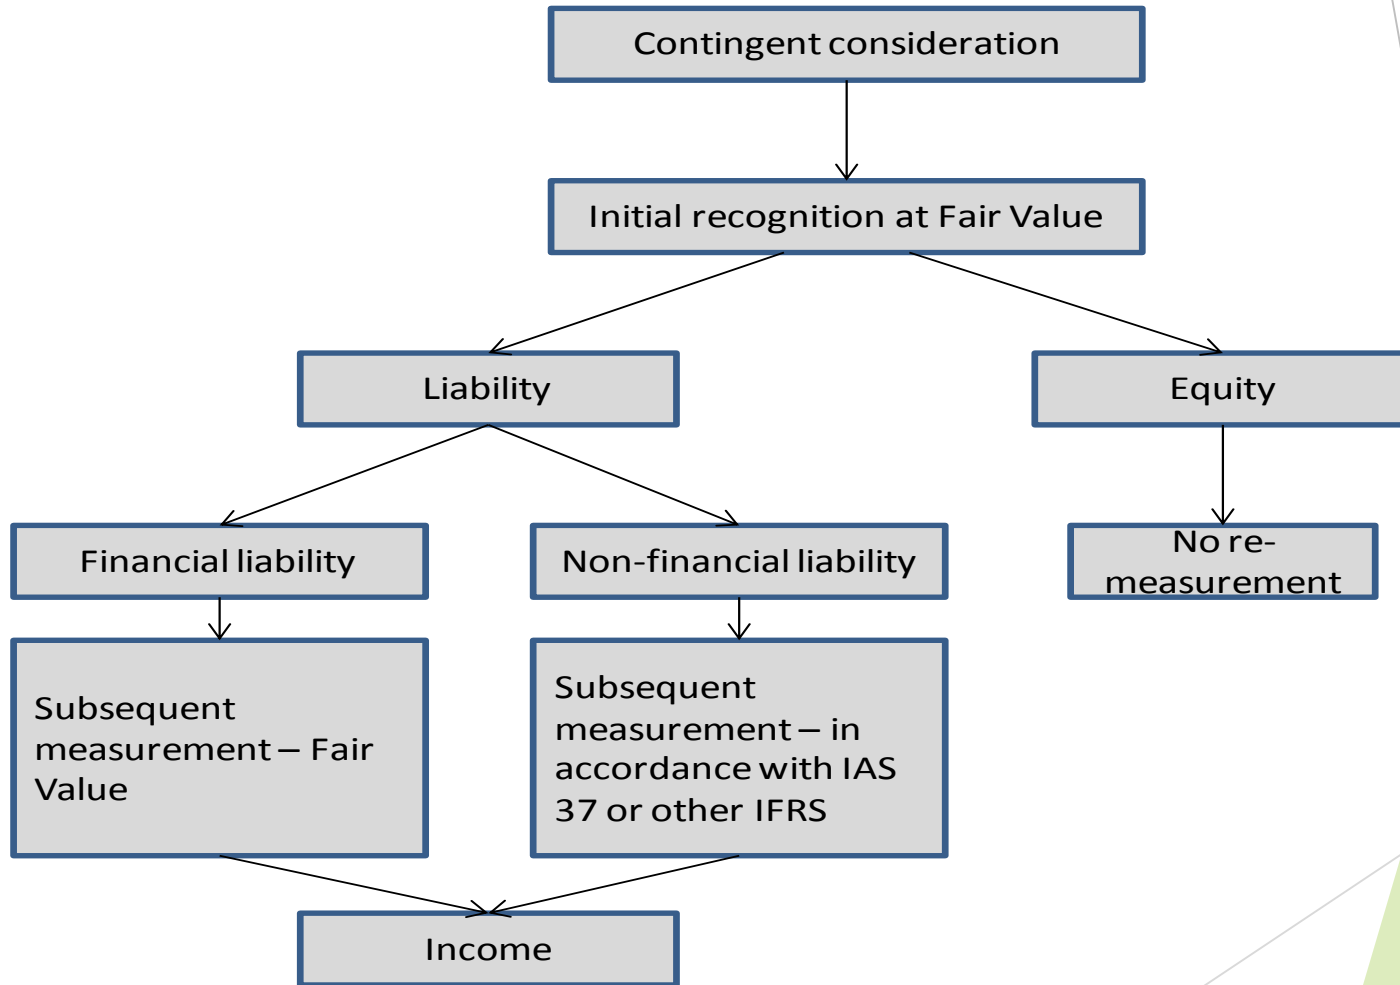 Contingent consideration
Initial recognition at Fair Value
Liability
Equity
Financial liability
Non-financial liability
No re-
measurement
Subsequent
measurement – Fair
Value
Subsequent
measurement – in
accordance with IAS
37 or other IFRS
Income